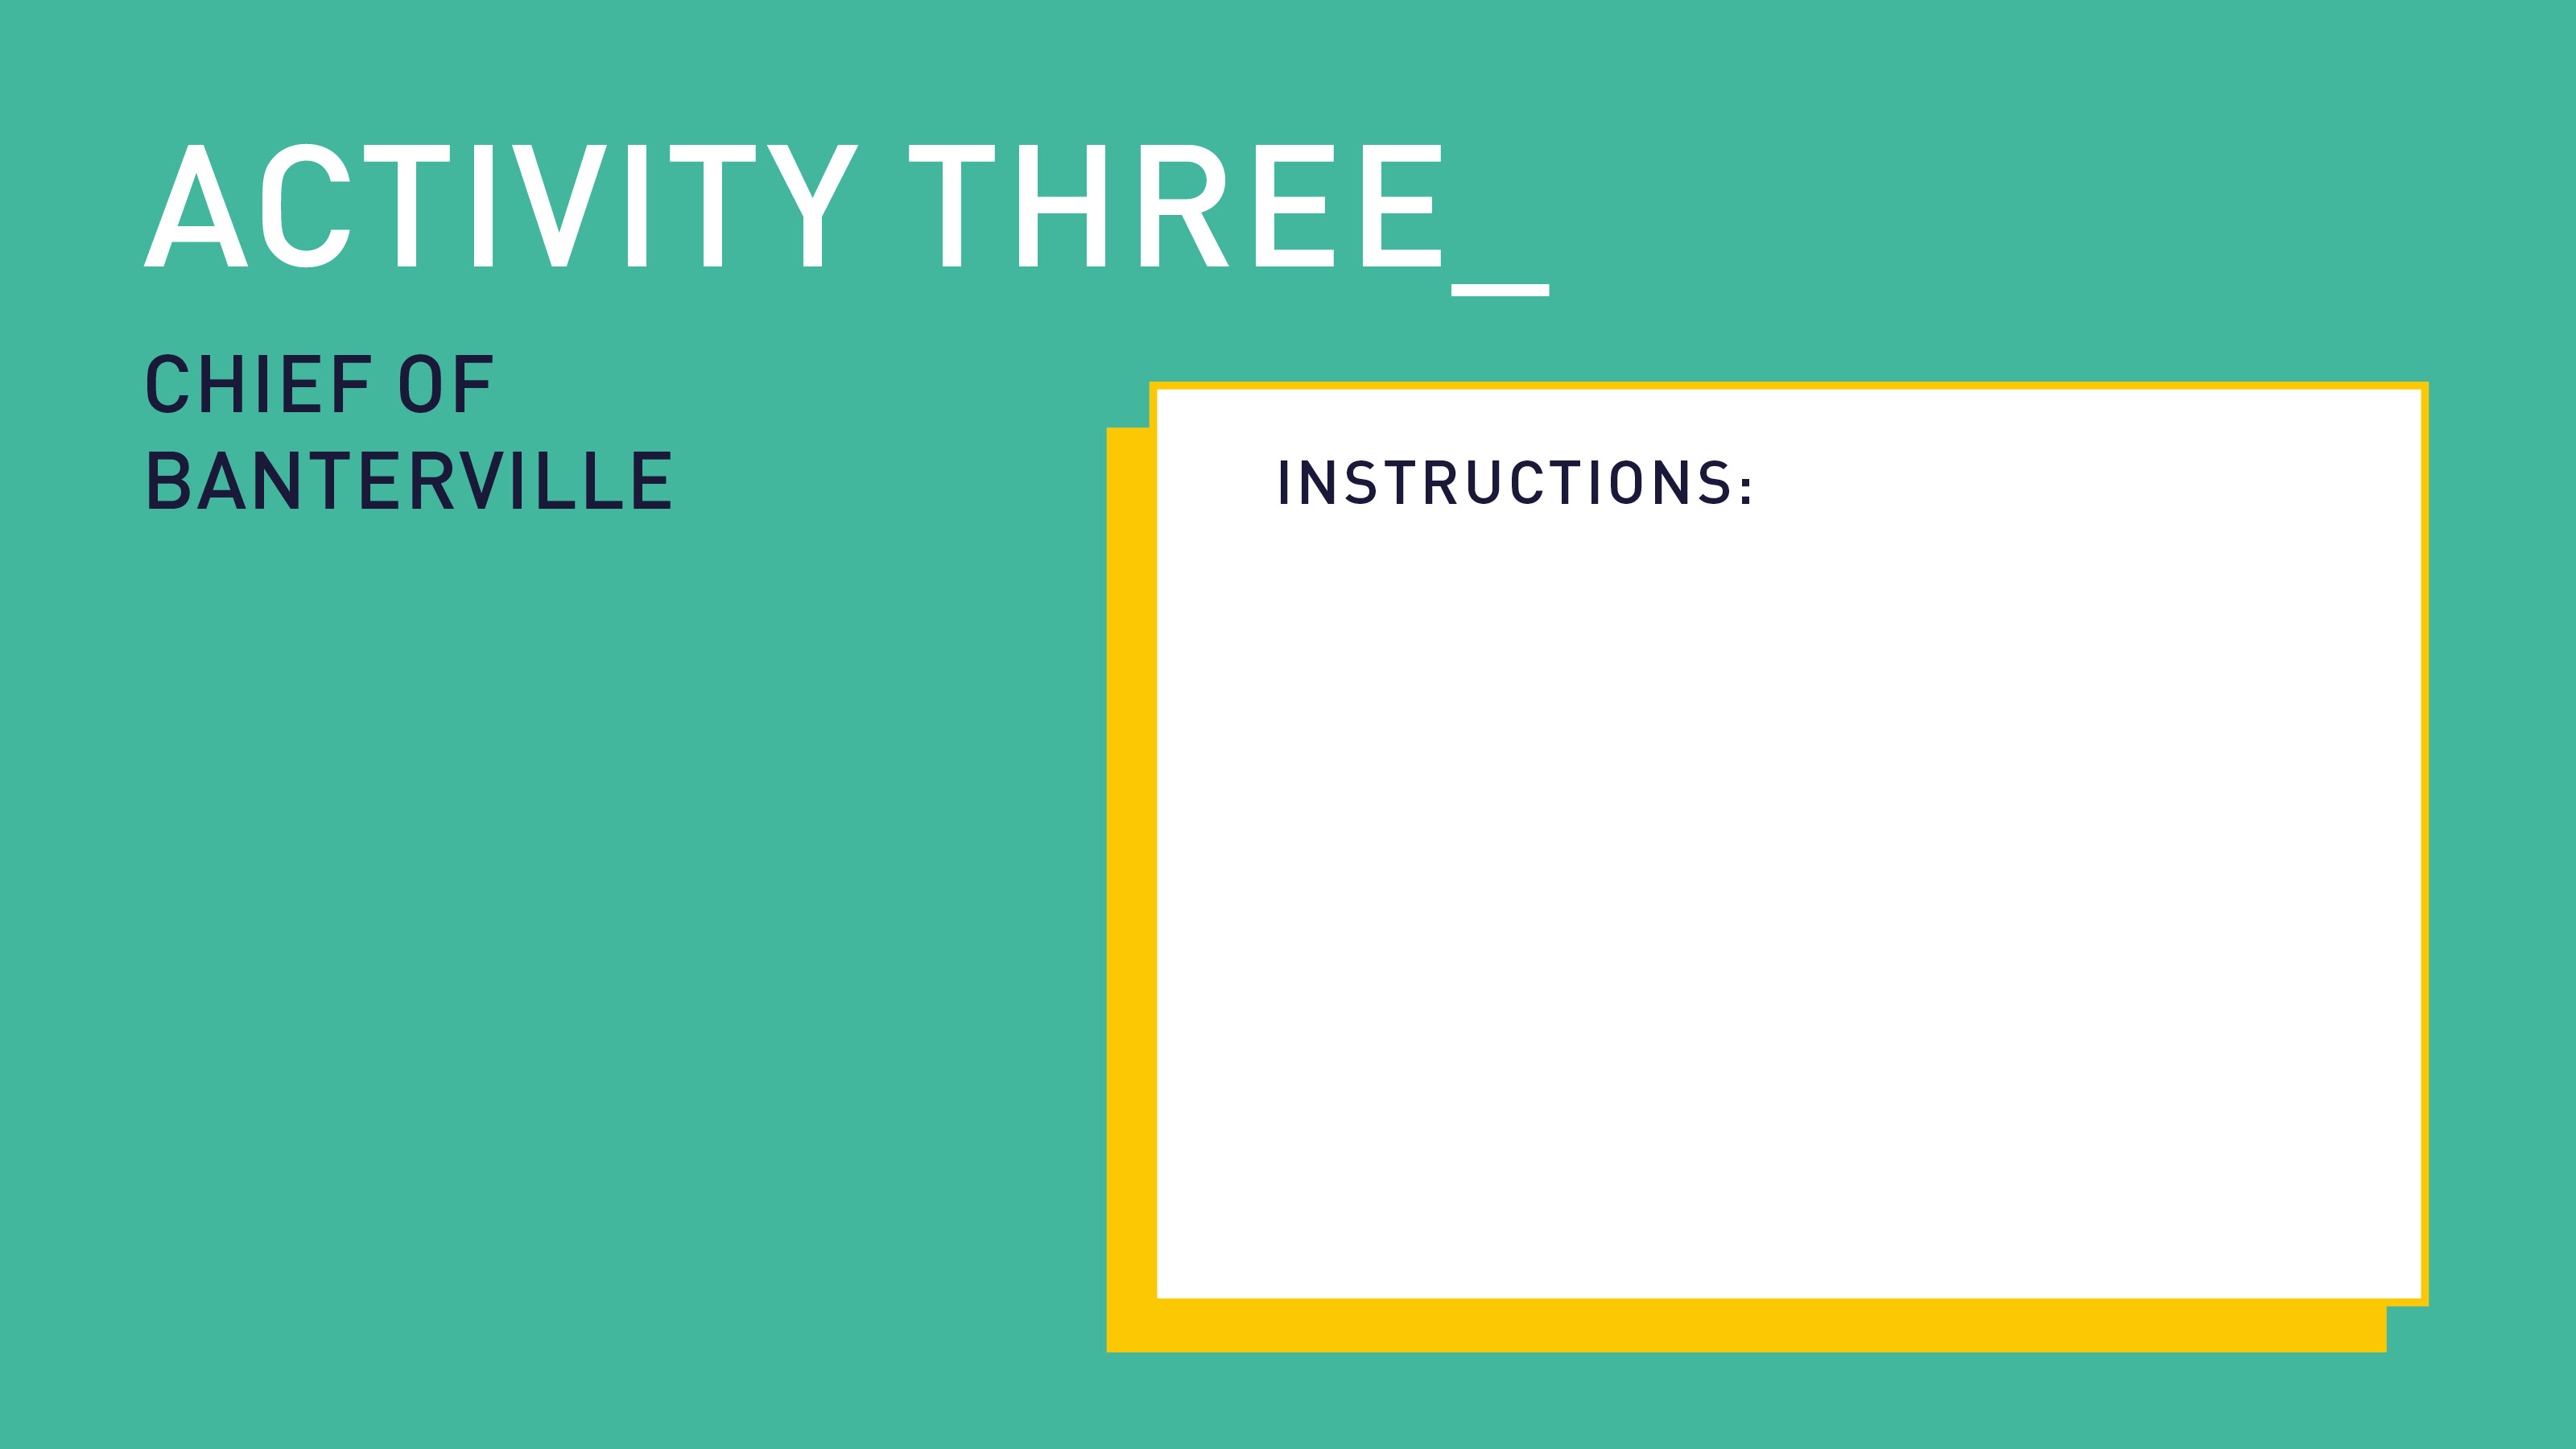 ACTIVITY THREE_
CHIEF OF
BANTERVILLE
INSTRUCTIONS: